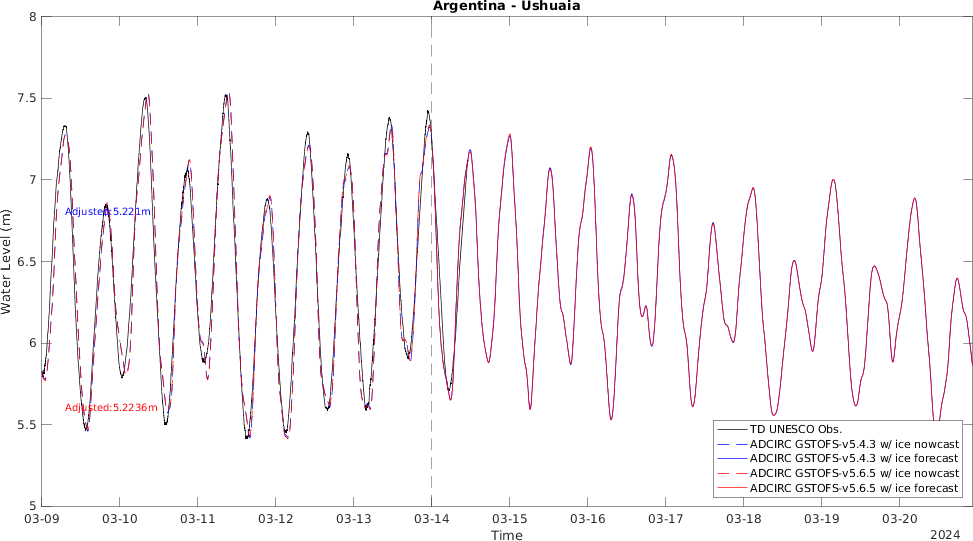 Argentina - Ushuaia
8
7.5
7
6.5
6
5.5
5
Water Level (m)
Adjusted:5.221m
Adjusted:5.2236m
TD UNESCO Obs.
ADCIRC GSTOFS-v5.4.3 w/ ice nowcast
ADCIRC GSTOFS-v5.4.3 w/ ice forecast
ADCIRC GSTOFS-v5.6.5 w/ ice nowcast
ADCIRC GSTOFS-v5.6.5 w/ ice forecast
03-09 03-10 03-11 03-12 03-13 03-14 03-15 03-16 03-17 03-18 03-19 03-20
Time
2024